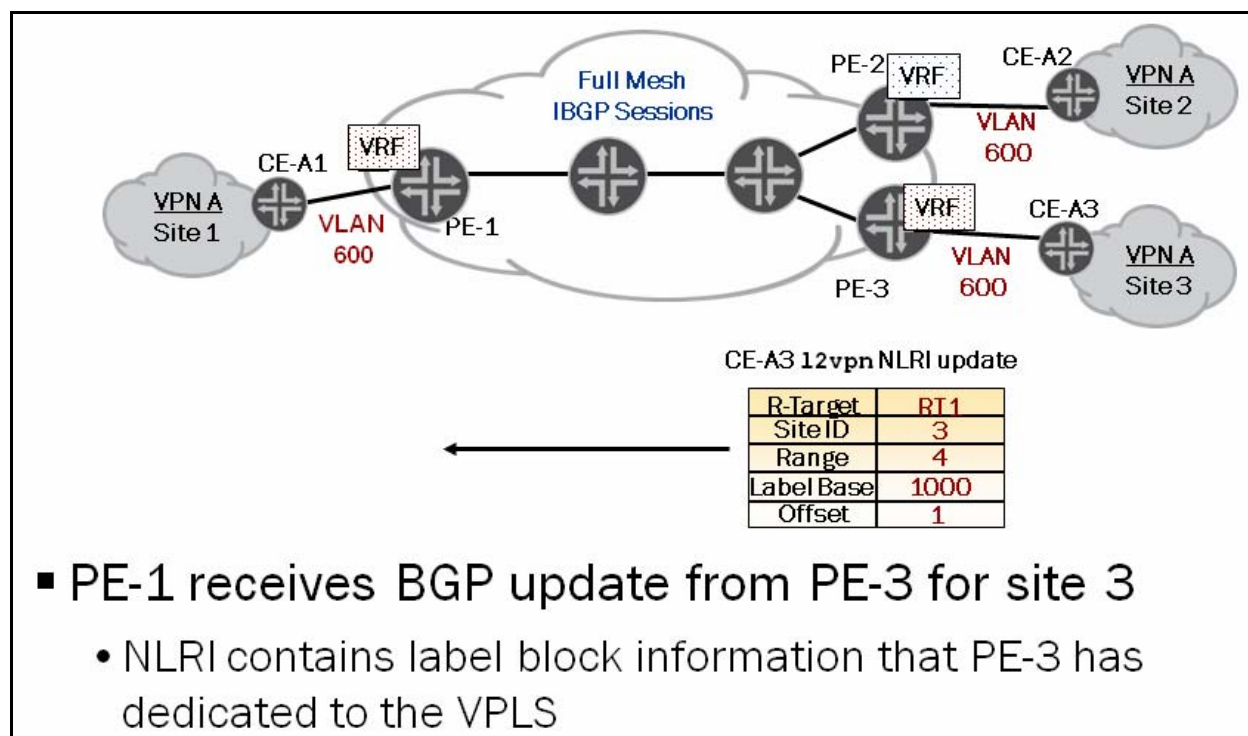 Full Mesh
IBGP Sessions
PE-2
VRF
CE-A2
VPN A
Site 2
VLAN
600
CE-A1
VRF
VPN A
Site 1
VLAN
600
PE-1
VRF
CE-A3
VPN A
Site 3
VLAN
600
PE-3
CE-A3 l2vpn NLRI update
R-Target RT1
Site ID 3
Range 4
Label Base 1000
Offset 1
▪ PE-1 receives BGP update from PE-3 for site 3
• NLRI contains label block information that PE-3 has
dedicated to the VPLS